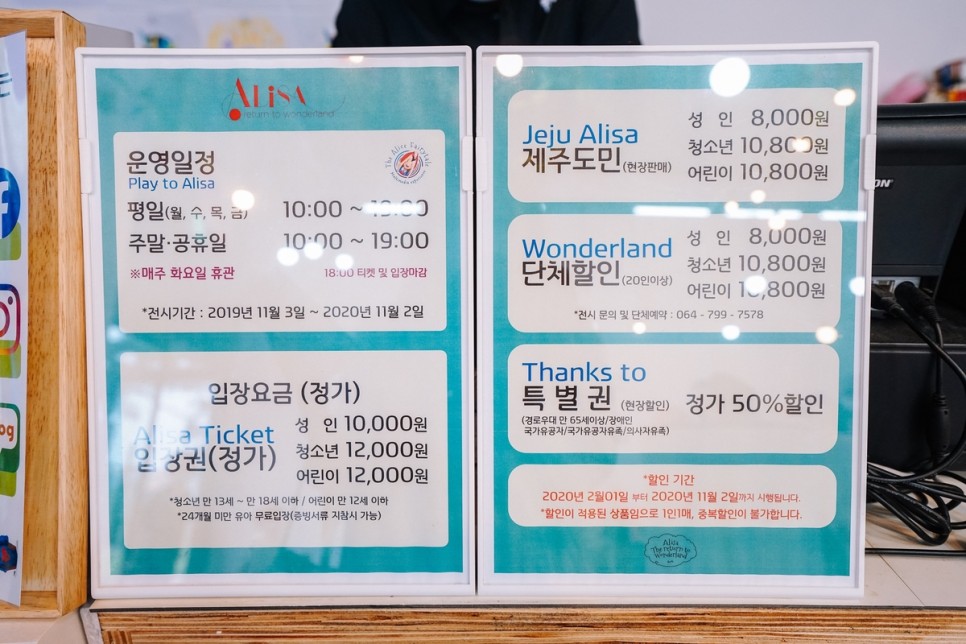 ALiSA
return to wonderland
운영일정
Play to Alisa
평일(월, 수, 목, 금) 10:00 ~ 19:00
주말·공휴일 10:00 ~ 19:00
※매주 화요일 휴관 18:00 티켓 및 입장마감
*전시기간 : 2019년 11월 3일 ~ 2020년 11월 2일
입장요금 (정가)
Alisa Ticket
입장권(정가)
성 인 10,000원
청소년 12,000원
어린이 12,000원
*청소년 만 13세 ~ 만 18세 이하 / 어린이 만 12세 이하
*24개월 미만 유아 무료입장(증빙서류 지참시 가능)
Jeju Alisa
제주도민(현장판매)
성 인 8,000원
청소년 10,800원
어린이 10,800원
Wonderland
단체할인(20인이상)
성 인 8,000원
청소년 10,800원
어린이 10,800원
*전시 문의 및 단체예약 : 064 - 799 - 7578
Thanks to
특별권 (현장할인) 정가 50%할인
(경로우대 만 65세이상/장애인
국가유공자/국가유공자유족/의사자유족)
*할인 기간
2020년 2월01일 부터 2020년 11월 2일까지 시행됩니다.
*할인이 적용된 상품임으로 1인1매, 중복할인이 불가합니다.
Alisa
The return to
wonderland